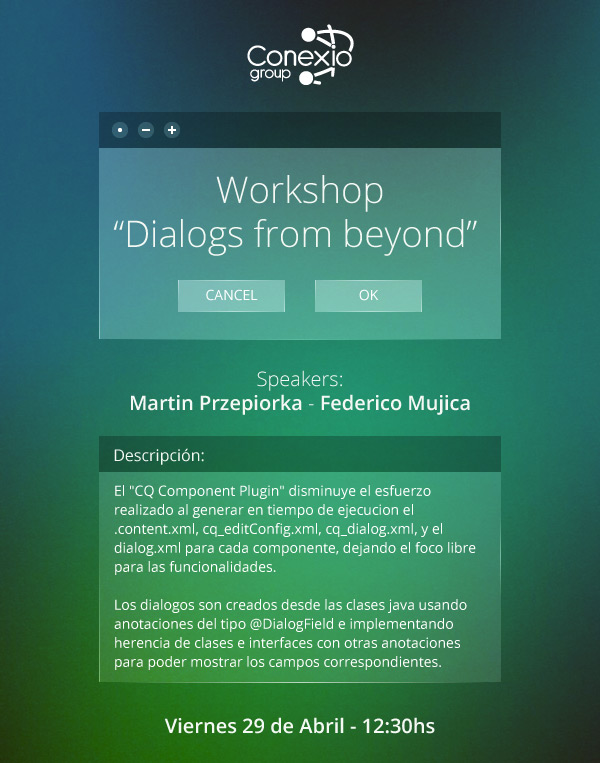 Conexio
group
Workshop
“Dialogs from beyond”
CANCEL OK
Speakers:
Martin Przepiorka - Federico Mujica
Descripción:
El "CQ Component Plugin" disminuye el esfuerzo
realizado al generar en tiempo de ejecucion el
.content.xml, cq_editConfig.xml, cq_dialog.xml, y el
dialog.xml para cada componente, dejando el foco libre
para las funcionalidades.
Los dialogos son creados desde las clases java usando
anotaciones del tipo @DialogField e implementando
herencia de clases e interfaces con otras anotaciones
para poder mostrar los campos correspondientes.
Viernes 29 de Abril - 12:30hs